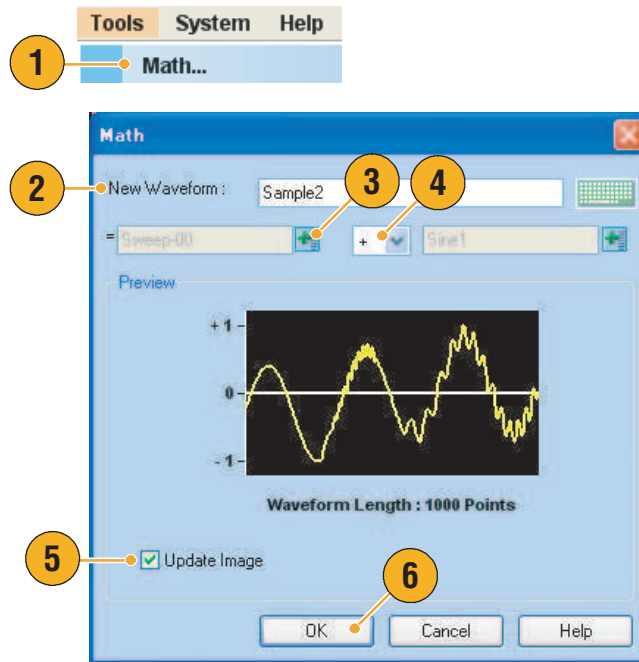 Tools System Help
1 Math...
Math
2 New Waveform : Sample2 3 4
= Sweep-00 + Sine1
Preview
+ 1 -
0 -
- 1 -
Waveform Length : 1000 Points
5 Update Image
6
OK Cancel Help